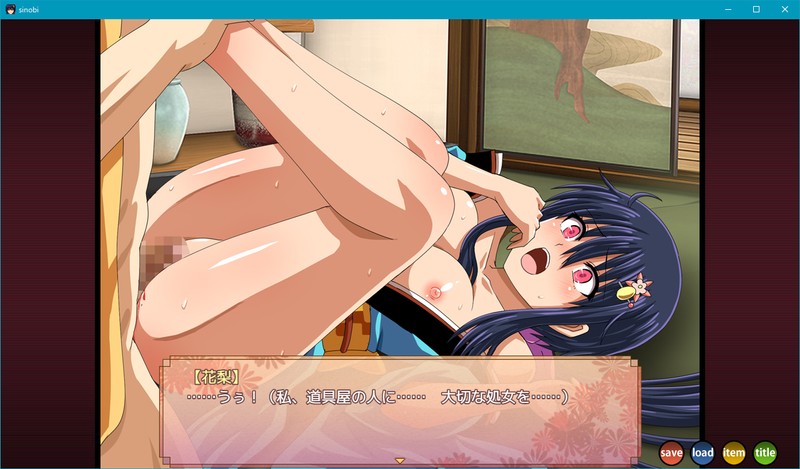 sinobi
【花梨】
……うぅ！（私、道具屋の人に……　大切な処女を……）
save load item title